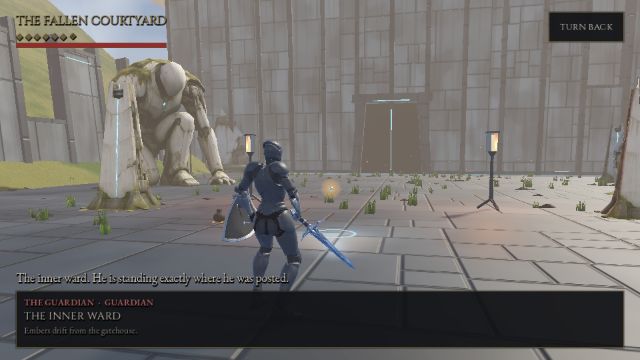 THE FALLEN COURTYARD
TURN BACK
The inner ward. He is standing exactly where he was posted.
THE GUARDIAN · GUARDIAN
THE INNER WARD
Embers drift from the gatehouse.